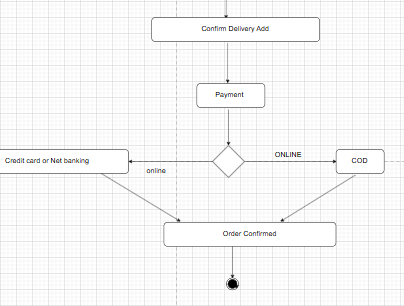 Confirm Delivery Add
Payment
Credit card or Net banking
online
ONLINE
COD
Order Confirmed